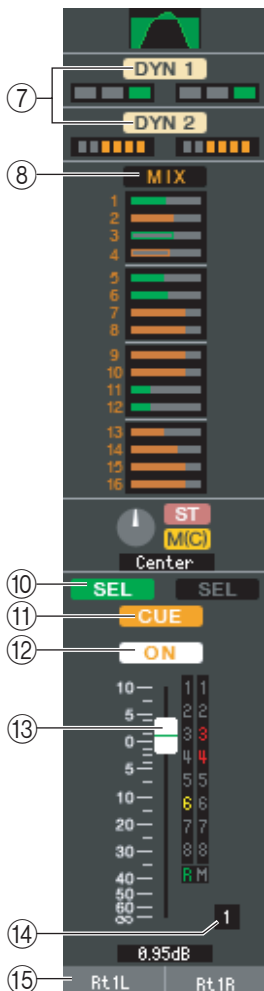 DYN 1
⑦
DYN 2
⑧
MIX
1
2
3
4
5
6
7
8
9
10
11
12
13
14
15
16
ST
M(C)
Center
⑩ SEL SEL
⑪ CUE
⑫ ON
⑬
10 1 1
5 2 2
0 3 3
4 4
5 5 5
10 6 6
20 7 7
30 8 8
40 R M
50
60
∞
⑭ 1
0.95dB
⑮ Rt1L Rt1R